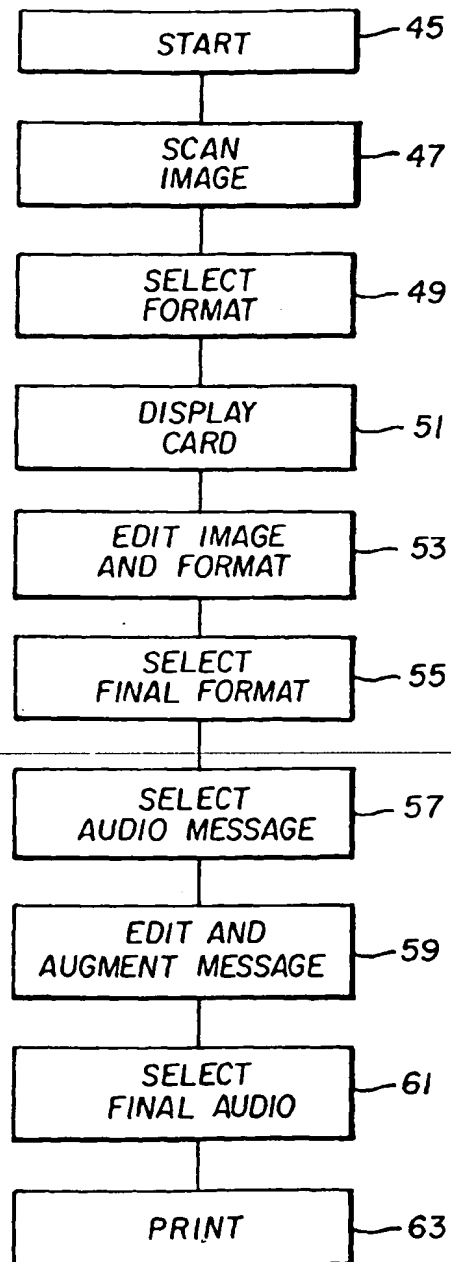 START
45
SCAN
IMAGE
47
SELECT
FORMAT
49
DISPLAY
CARD
51
EDIT IMAGE
AND FORMAT
53
SELECT
FINAL FORMAT
55
SELECT
AUDIO MESSAGE
57
EDIT AND
AUGMENT MESSAGE
59
SELECT
FINAL AUDIO
61
PRINT
63